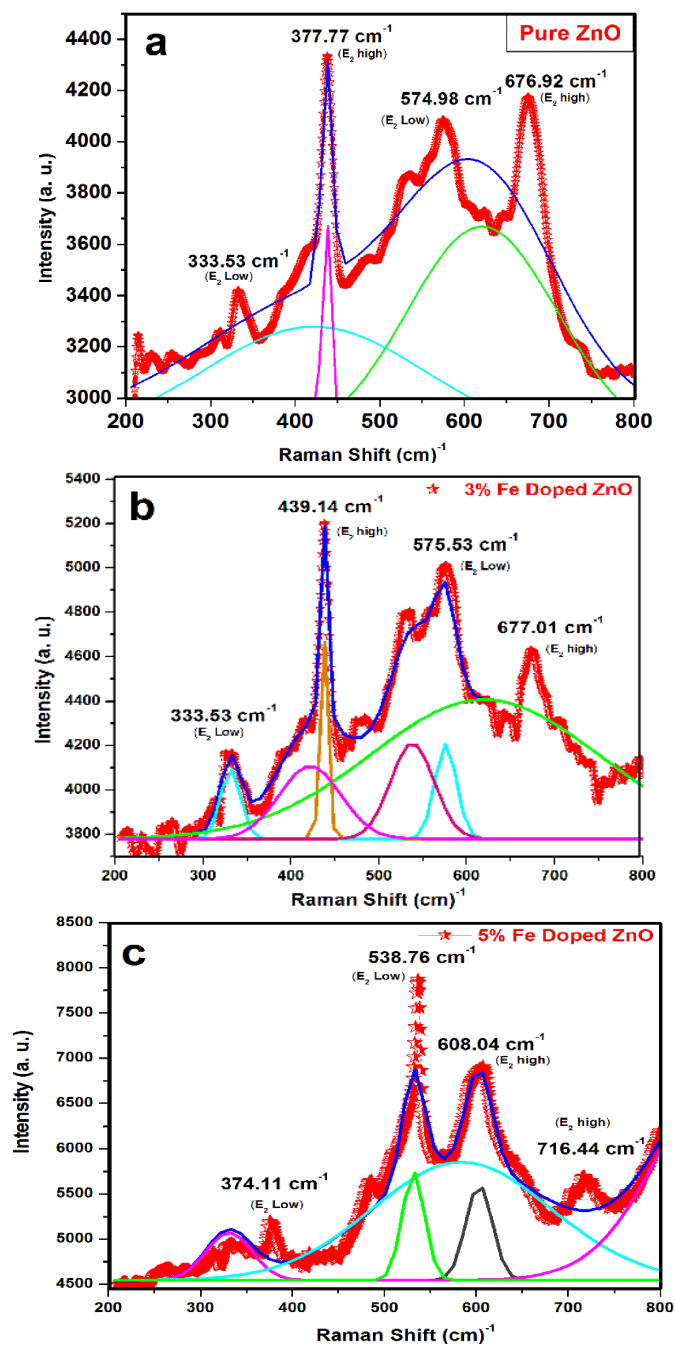 a
Pure ZnO
377.77 cm⁻¹
(E₂ high)
676.92 cm⁻¹
(E₂ high)
574.98 cm⁻¹
(E₂ Low)
333.53 cm⁻¹
(E₂ Low)
Intensity (a. u.)
4400
4200
4000
3800
3600
3400
3200
3000
200 300 400 500 600 700 800
Raman Shift (cm)⁻¹
b
3% Fe Doped ZnO
439.14 cm⁻¹
(E₂ high)
575.53 cm⁻¹
(E₂ Low)
677.01 cm⁻¹
(E₂ high)
333.53 cm⁻¹
(E₂ Low)
Intensity (a. u.)
5400
5200
5000
4800
4600
4400
4200
4000
3800
200 300 400 500 600 700 800
Raman Shift (cm)⁻¹
c
5% Fe Doped ZnO
538.76 cm⁻¹
(E₂ Low)
608.04 cm⁻¹
(E₂ high)
(E₂ high)
716.44 cm⁻¹
374.11 cm⁻¹
(E₂ Low)
Intensity (a. u.)
8500
8000
7500
7000
6500
6000
5500
5000
4500
200 300 400 500 600 700 800
Raman Shift (cm)⁻¹